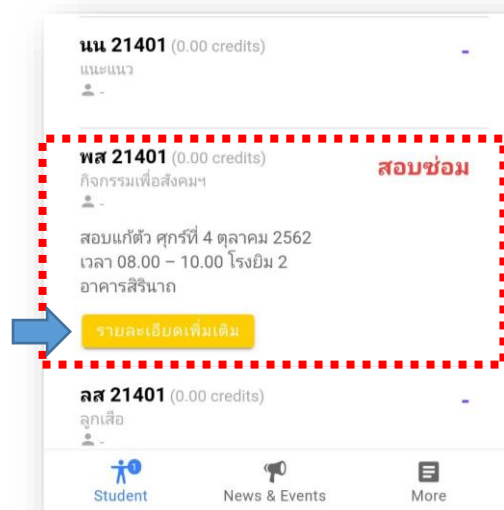 นน 21401 (0.00 credits)
-
แนะแนว
-
พส 21401 (0.00 credits)
สอบซ่อม
กิจกรรมเพื่อสังคมฯ
-
สอบแก้ตัว ศุกร์ที่ 4 ตุลาคม 2562
เวลา 08.00 – 10.00 โรงยิม 2
อาคารสิรินาถ
รายละเอียดเพิ่มเติม
ลส 21401 (0.00 credits)
-
ลูกเสือ
-
1
Student
News & Events
More